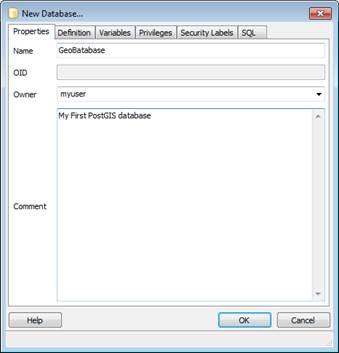 New Database...
Properties Definition Variables Privileges Security Labels SQL
Name GeoBatabase
OID
Owner myuser
My First PostGIS database
Comment
Help OK Cancel